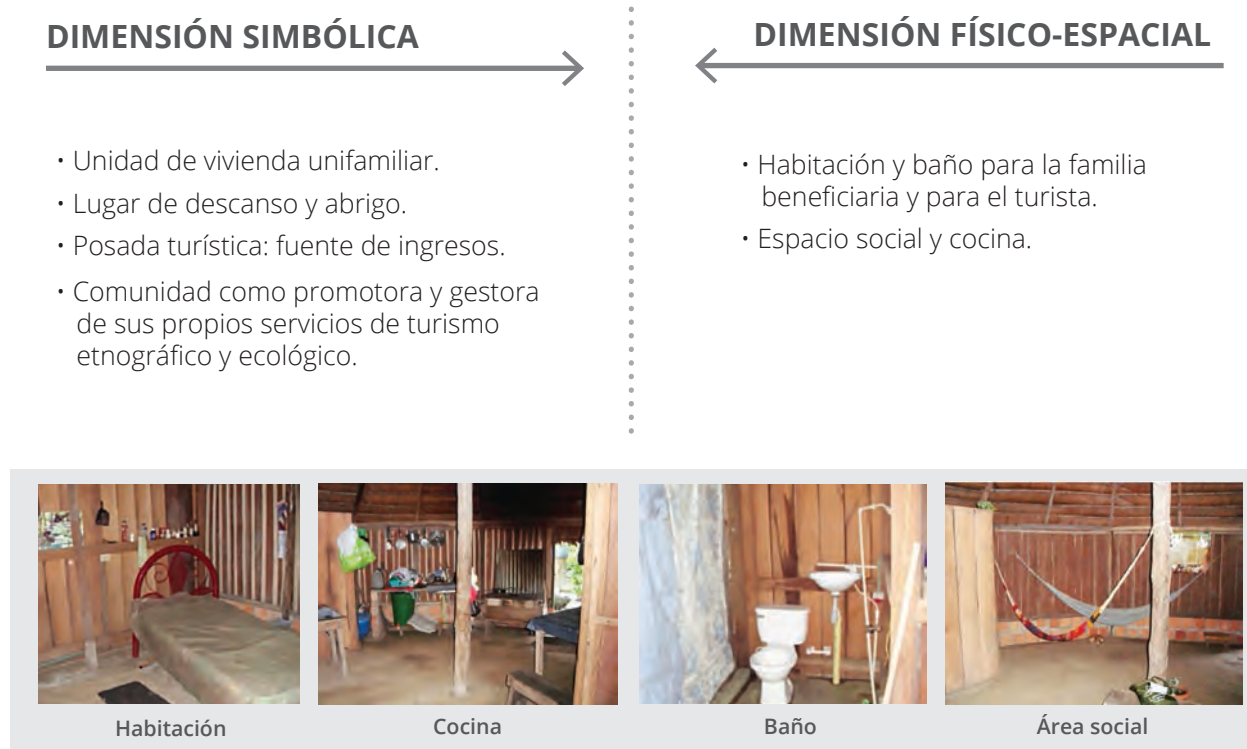 DIMENSIÓN SIMBÓLICA
• Unidad de vivienda unifamiliar.
• Lugar de descanso y abrigo.
• Posada turística: fuente de ingresos.
• Comunidad como promotora y gestora
de sus propios servicios de turismo
etnográfico y ecológico.
DIMENSIÓN FÍSICO-ESPACIAL
• Habitación y baño para la familia
beneficiaria y para el turista.
• Espacio social y cocina.
Habitación
Cocina
Baño
Área social